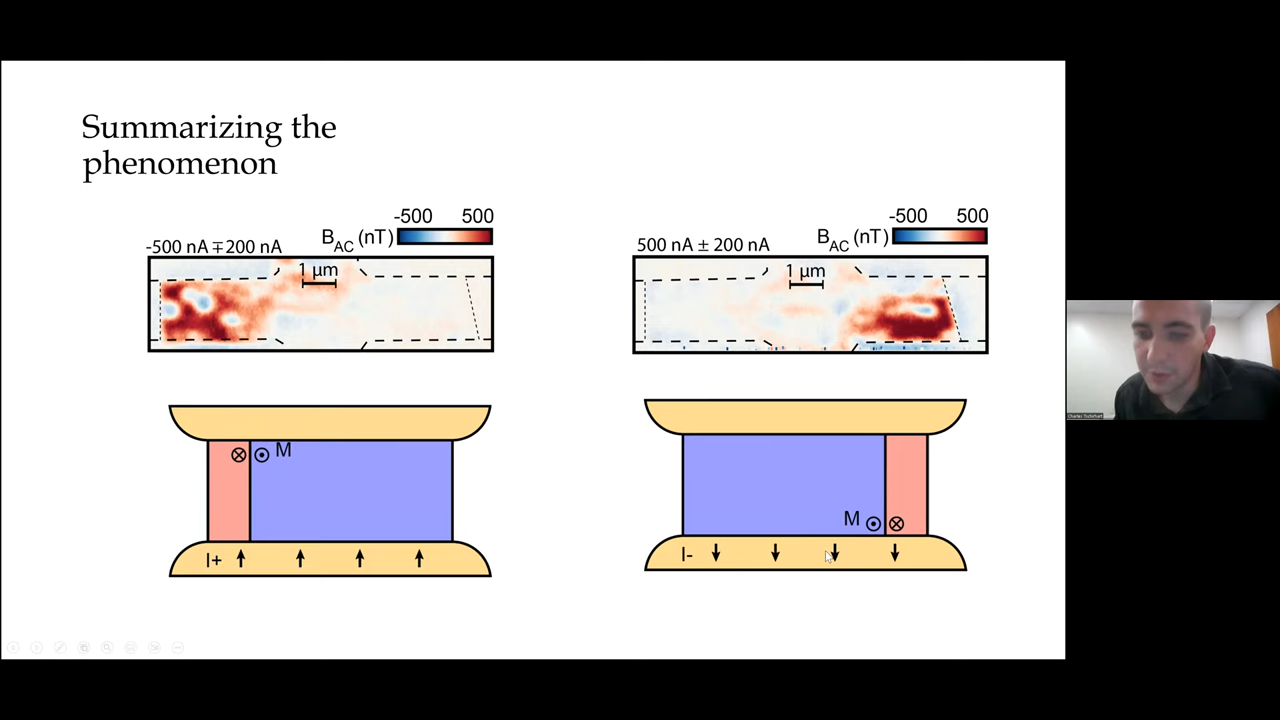 Summarizing the
phenomenon
-500 500
-500 nA ∓ 200 nA B_AC (nT)
1 µm
-500 500
500 nA ± 200 nA B_AC (nT)
1 µm
M
I+
M
I-